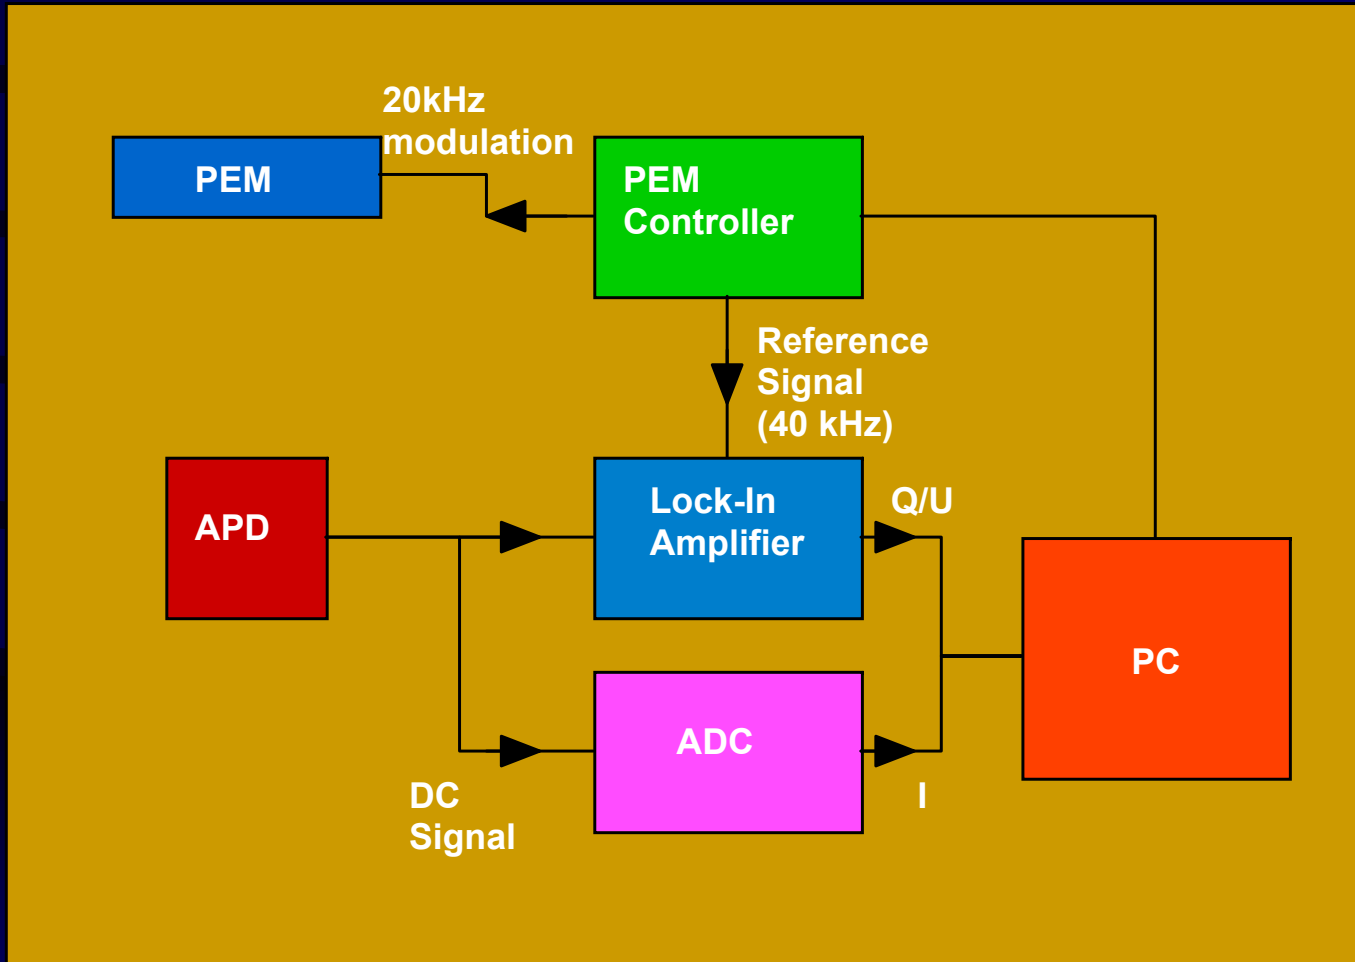 20kHz
modulation
PEM
PEM
Controller
Reference
Signal
(40 kHz)
APD
Lock-In
Amplifier
Q/U
PC
ADC
DC
Signal
I